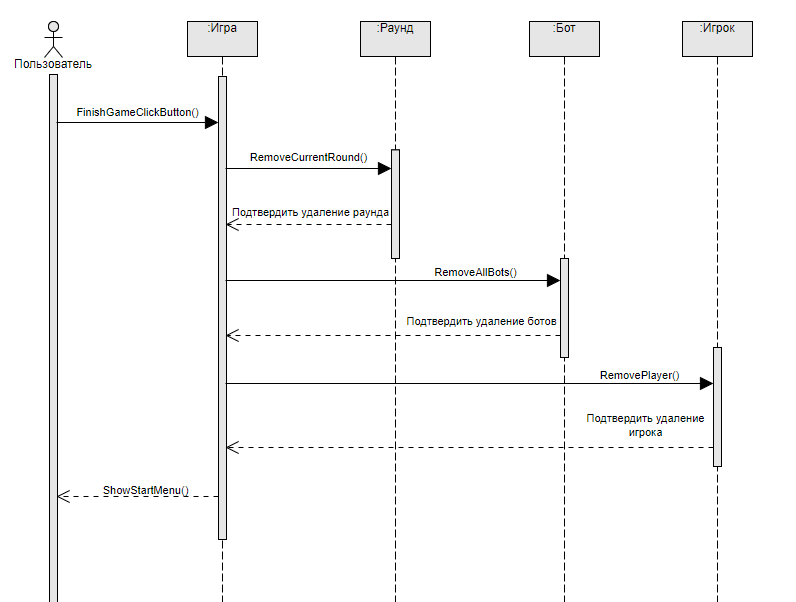 :Игра
:Раунд
:Бот
:Игрок
Пользователь
FinishGameClickButton()
RemoveCurrentRound()
Подтвердить удаление раунда
RemoveAllBots()
Подтвердить удаление ботов
RemovePlayer()
Подтвердить удаление
игрока
ShowStartMenu()